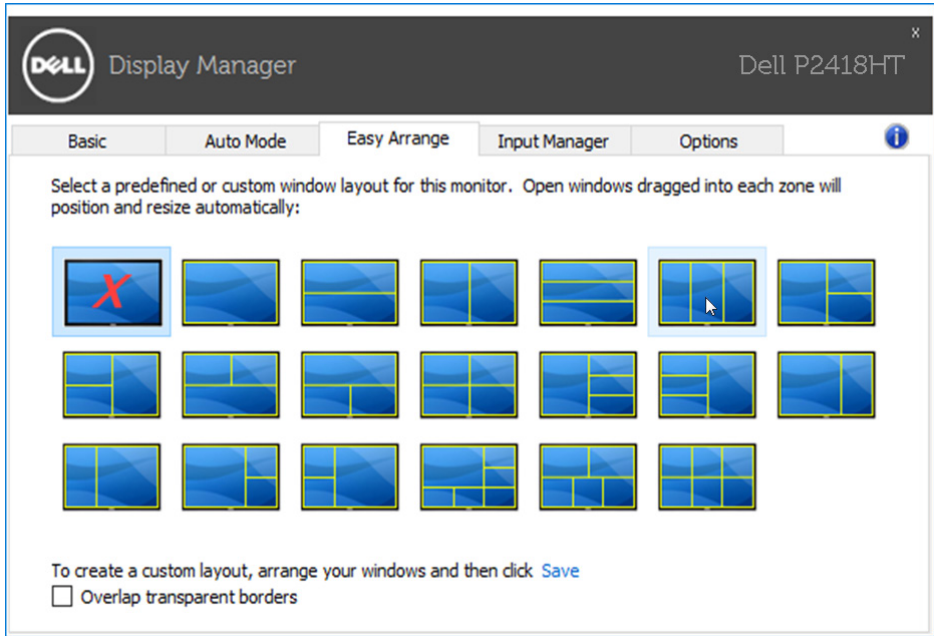 x
DELL
Display Manager
Dell P2418HT
Basic
Auto Mode
Easy Arrange
Input Manager
Options
i
Select a predefined or custom window layout for this monitor. Open windows dragged into each zone will
position and resize automatically:
X
To create a custom layout, arrange your windows and then click Save
Overlap transparent borders